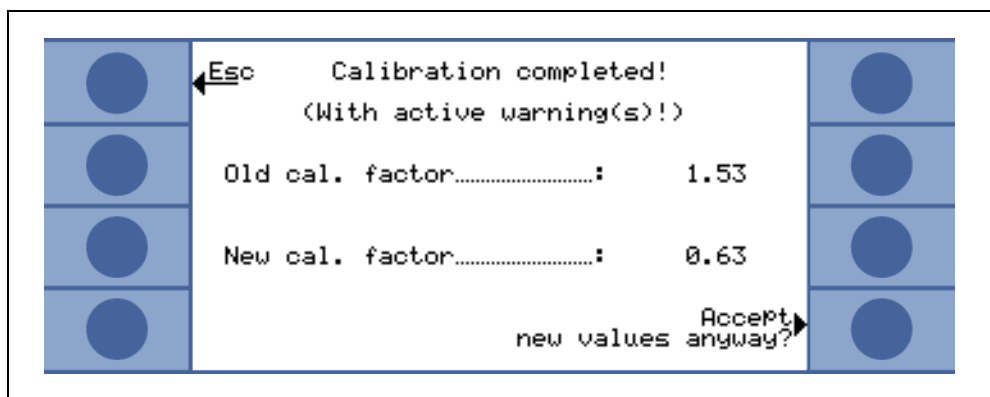 Esc Calibration completed!
(With active warning(s)!)
Old cal. factor..........................: 1.53
New cal. factor..........................: 0.63
Accept
new values anyway?